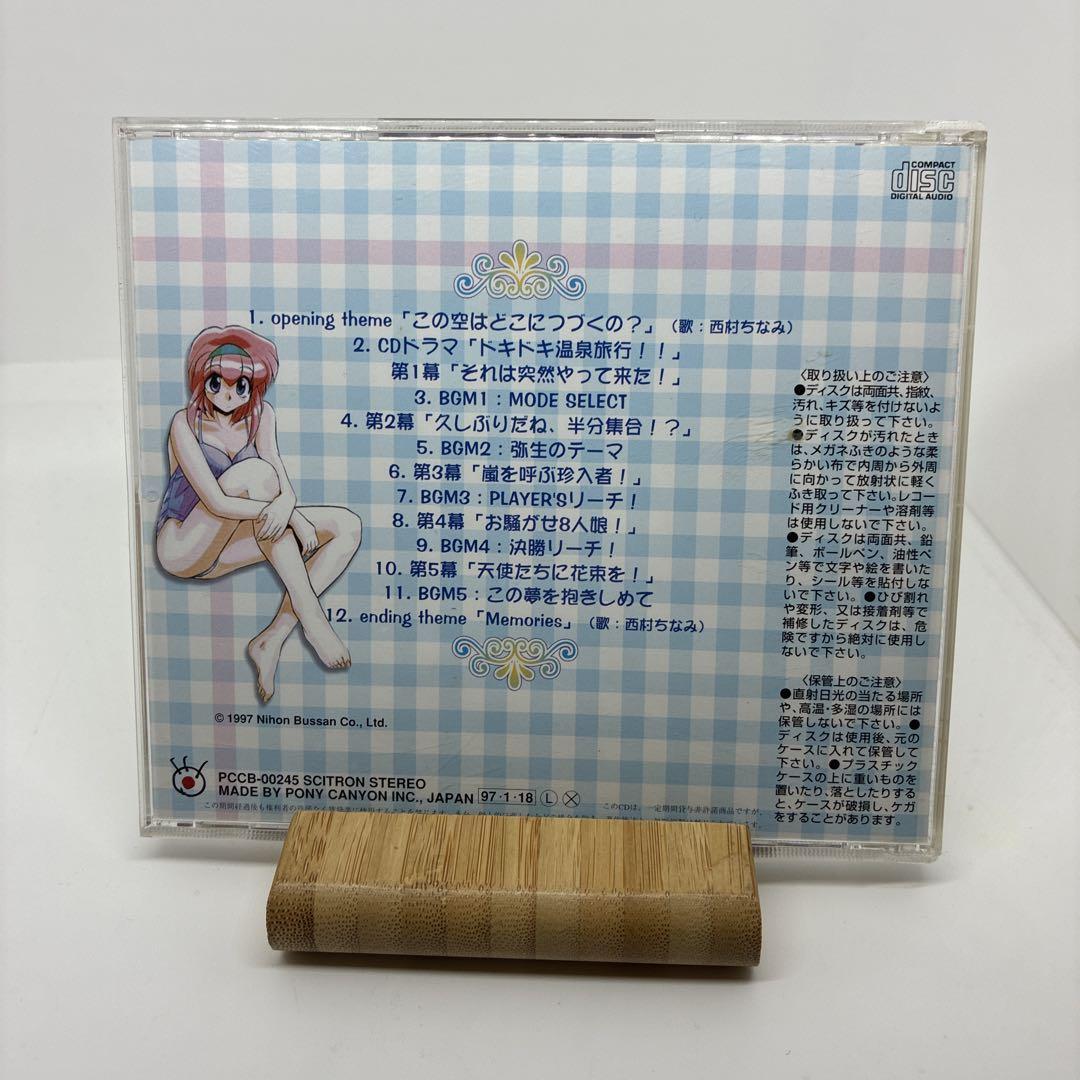 COMPACT
disc
DIGITAL AUDIO
1. opening theme「この空はどこにつづくの?」(歌:西村ちなみ)
2. CDドラマ「ドキドキ温泉旅行!!」
第1幕「それは突然やって来た!」
3. BGM1:MODE SELECT
4. 第2幕「久しぶりだね、半分集合!?」
5. BGM2:弥生のテーマ
6. 第3幕「嵐を呼ぶ珍入者!」
7. BGM3:PLAYER'Sリーチ!
8. 第4幕「お騒がせ8人娘!」
9. BGM4:決勝リーチ!
10. 第5幕「天使たちに花束を!」
11. BGM5:この夢を抱きしめて
12. ending theme「Memories」(歌:西村ちなみ)
〈取り扱い上のご注意〉
●ディスクは両面共、指紋、
汚れ、キズ等を付けないよ
うに取り扱って下さい。
●ディスクが汚れたとき
は、メガネふきのような柔
らかい布で内周から外周
に向かって放射状に軽く
ふき取って下さい。レコー
ド用クリーナーや溶剤等
は使用しないで下さい。
●ディスクは両面共、鉛
筆、ボールペン、油性ペ
ン等で文字や絵を書いた
り、シール等を貼付しな
いで下さい。●ひび割れ
や変形、又は接着剤等で
補修したディスクは、危
険ですから絶対に使用し
ないで下さい。
〈保管上のご注意〉
●直射日光の当たる場所
や、高温・多湿の場所には
保管しないで下さい。●
ディスクは使用後、元の
ケースに入れて保管して
下さい。●プラスチック
ケースの上に重いものを
置いたり、落としたりする
と、ケースが破損し、ケガ
をすることがあります。
© 1997 Nihon Bussan Co., Ltd.
PCCB-00245 SCITRON STEREO
MADE BY PONY CANYON INC., JAPAN 97・1・18 L X
このCDは、一定期間貸与非許諾商品ですが、